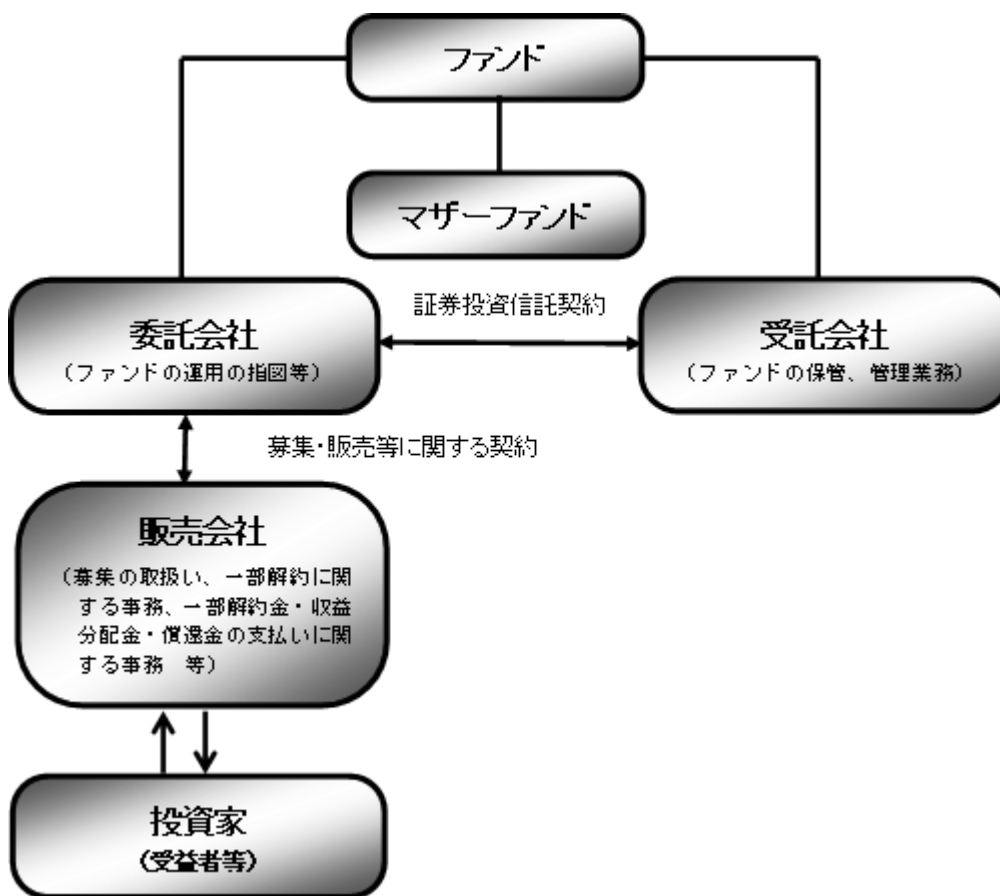 ファンド
マザーファンド
証券投資信託契約
委託会社
（ファンドの運用の指図等）
受託会社
（ファンドの保管、管理業務）
募集・販売等に関する契約
販売会社
（募集の取扱い、一部解約に関
する事務、一部解約金・収益
分配金・償還金の支払いに関
する事務　等）
投資家
（受益者等）